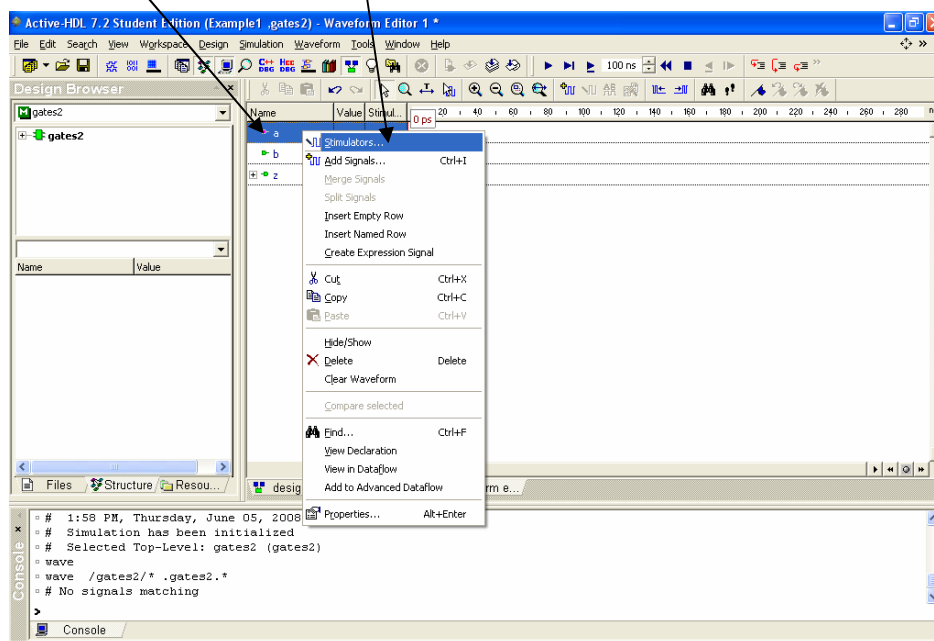 Active-HDL 7.2 Student Edition (Example1 ,gates2) - Waveform Editor 1 *
File Edit Search View Workspace Design Simulation Waveform Tools Window Help
100 ns
Design Browser
gates2
gates2
Name Value
Name Value Stimul... 20 40 60 80 100 120 140 160 180 200 220 240 260 280
0 ps
a
b
z
Stimulators...
Add Signals... Ctrl+I
Merge Signals
Split Signals
Insert Empty Row
Insert Named Row
Create Expression Signal
Cut Ctrl+X
Copy Ctrl+C
Paste Ctrl+V
Hide/Show
Delete Delete
Clear Waveform
Compare selected
Find... Ctrl+F
View Declaration
View in Dataflow
Add to Advanced Dataflow
Properties... Alt+Enter
Files Structure Resou...
desig
rm e...
Console
# 1:58 PM, Thursday, June 05, 2008
# Simulation has been initialized
# Selected Top-Level: gates2 (gates2)
wave
wave /gates2/* .gates2.*
# No signals matching
>
Console